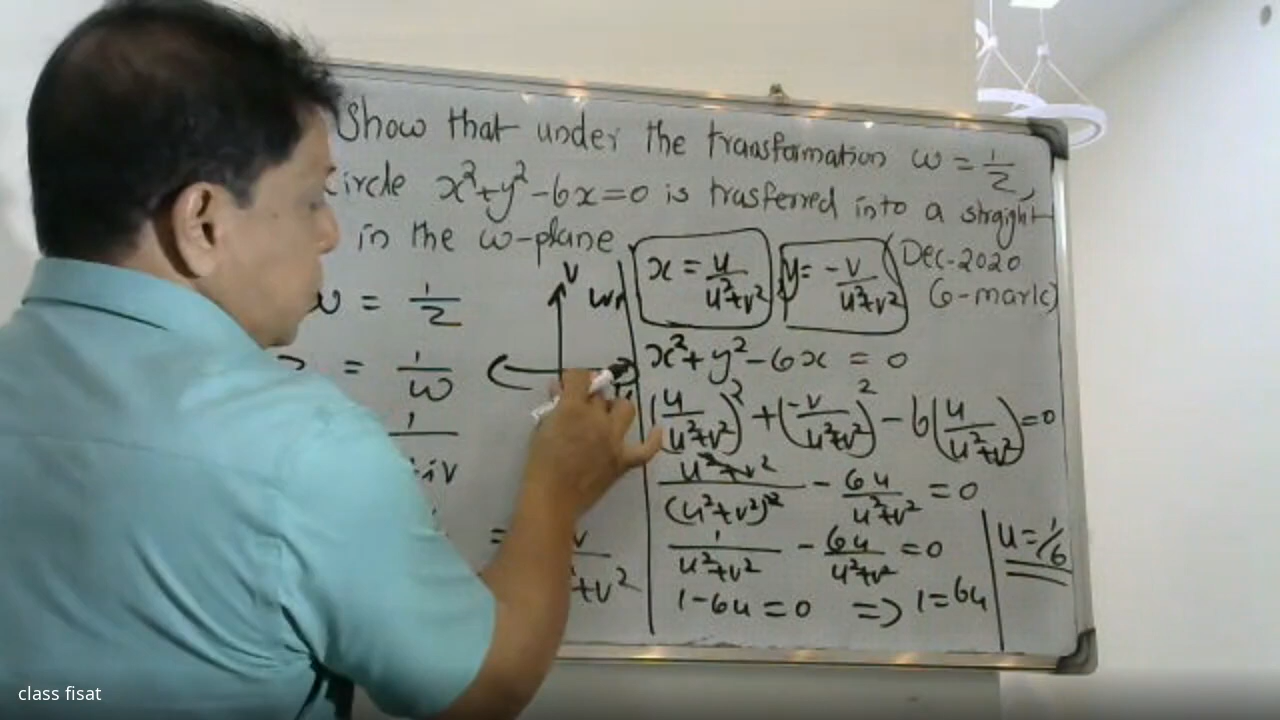 Show that under the transformation ω = 1/z,
circle x²+y²-6x=0 is trasferred into a straight
in the ω-plane
(Dec-2020
6-mark)
ω = 1/z
= 1/ω
+iv
v
x = u/(u²+v²)
y = -v/(u²+v²)
x²+y²-6x = 0
(u/(u²+v²))² + (-v/(u²+v²))² - 6(u/(u²+v²)) = 0
(u²+v²)/(u²+v²)² - 6u/(u²+v²) = 0
1/(u²+v²) - 6u/(u²+v²) = 0
1-6u = 0 => 1=6u
u=1/6
class fisat